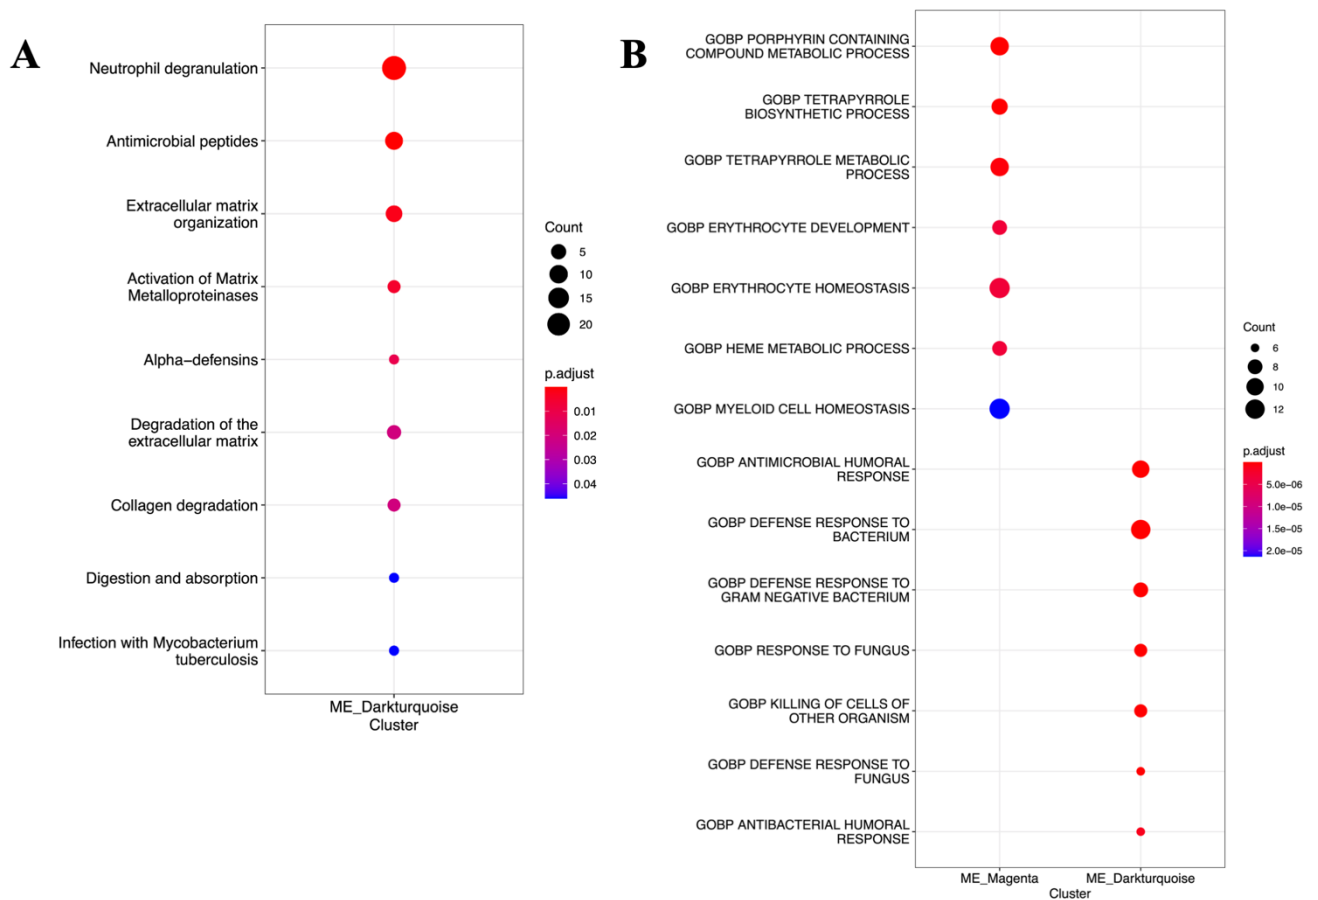 A
Neutrophil degranulation
Antimicrobial peptides
Extracellular matrix
organization
Activation of Matrix
Metalloproteinases
Alpha−defensins
Degradation of the
extracellular matrix
Collagen degradation
Digestion and absorption
Infection with Mycobacterium
tuberculosis
ME_Darkturquoise
Cluster
Count
5
10
15
20
p.adjust
0.01
0.02
0.03
0.04
B
GOBP PORPHYRIN CONTAINING
COMPOUND METABOLIC PROCESS
GOBP TETRAPYRROLE
BIOSYNTHETIC PROCESS
GOBP TETRAPYRROLE METABOLIC
PROCESS
GOBP ERYTHROCYTE DEVELOPMENT
GOBP ERYTHROCYTE HOMEOSTASIS
GOBP HEME METABOLIC PROCESS
GOBP MYELOID CELL HOMEOSTASIS
GOBP ANTIMICROBIAL HUMORAL
RESPONSE
GOBP DEFENSE RESPONSE TO
BACTERIUM
GOBP DEFENSE RESPONSE TO
GRAM NEGATIVE BACTERIUM
GOBP RESPONSE TO FUNGUS
GOBP KILLING OF CELLS OF
OTHER ORGANISM
GOBP DEFENSE RESPONSE TO
FUNGUS
GOBP ANTIBACTERIAL HUMORAL
RESPONSE
ME_Magenta
ME_Darkturquoise
Cluster
Count
6
8
10
12
p.adjust
5.0e−06
1.0e−05
1.5e−05
2.0e−05